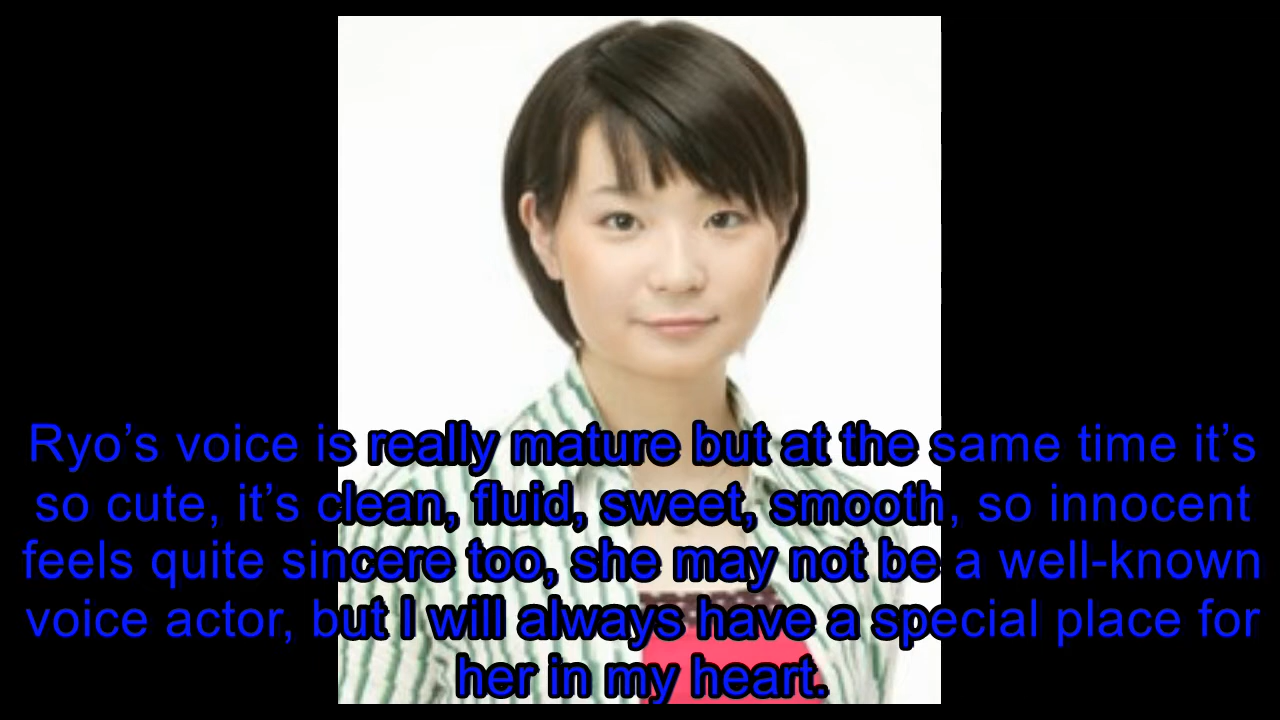 Ryo’s voice is really mature but at the same time it’s
so cute, it’s clean, fluid, sweet, smooth, so innocent
feels quite sincere too, she may not be a well-known
voice actor, but I will always have a special place for
her in my heart.